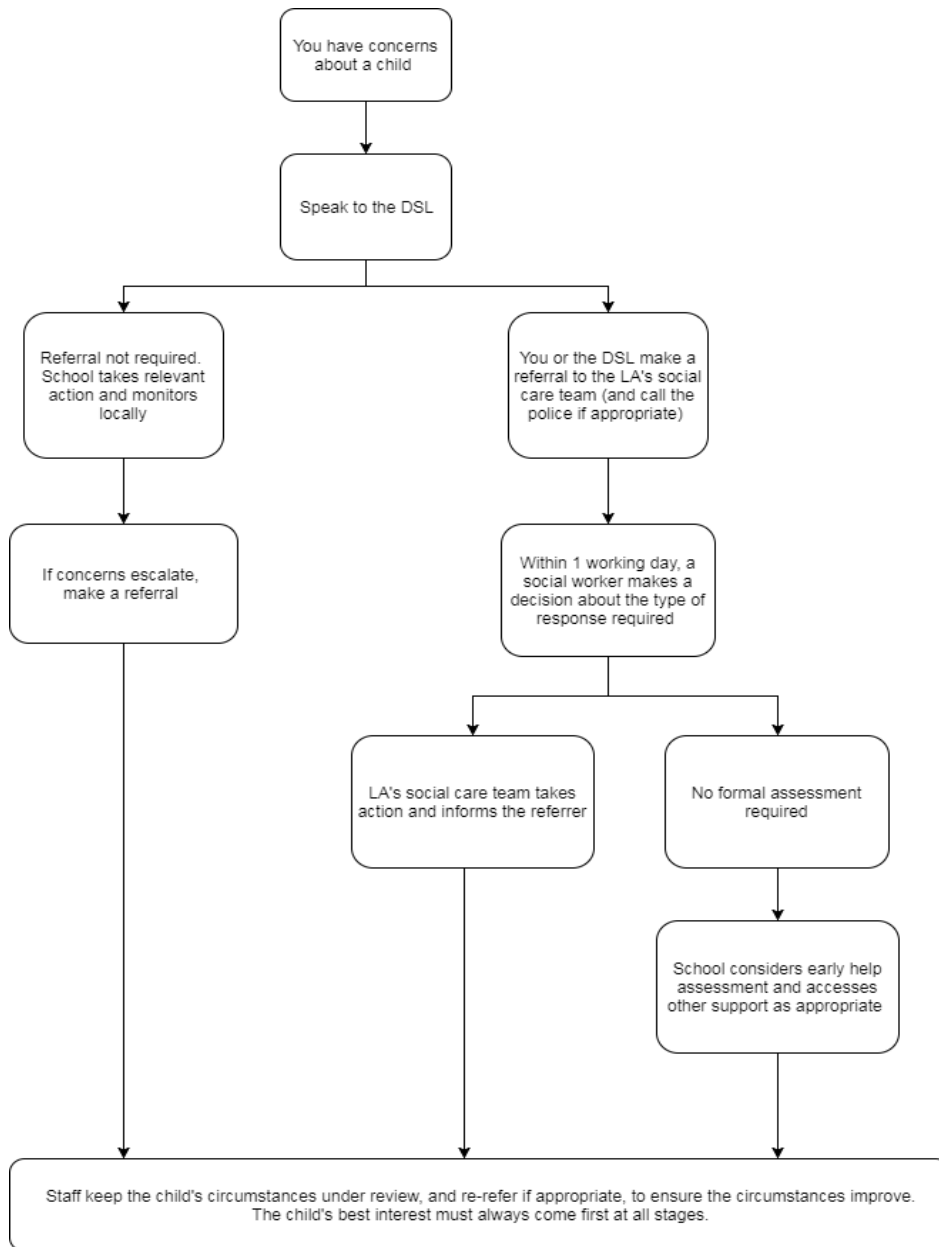 You have concerns
about a child
Speak to the DSL
Referral not required.
School takes relevant
action and monitors
locally
You or the DSL make a
referral to the LA's social
care team (and call the
police if appropriate)
If concerns escalate,
make a referral
Within 1 working day, a
social worker makes a
decision about the type of
response required
LA's social care team takes
action and informs the referrer
No formal assessment
required
School considers early help
assessment and accesses
other support as appropriate
Staff keep the child's circumstances under review, and re-refer if appropriate, to ensure the circumstances improve.
The child's best interest must always come first at all stages.